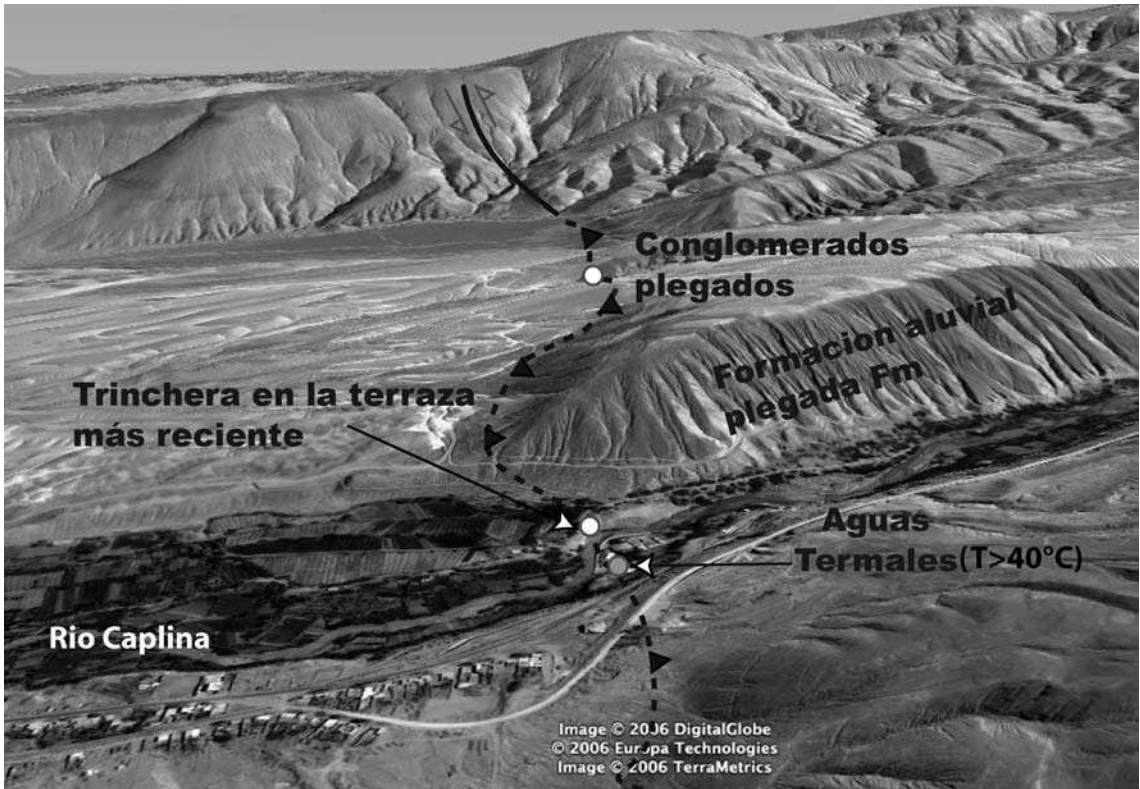 Conglomerados
plegados
Formacion aluvial
plegada Fm
Trinchera en la terraza
más reciente
Aguas
Termales (T>40°C)
Rio Caplina
Image © 2006 DigitalGlobe
© 2006 Europa Technologies
Image © 2006 TerraMetrics